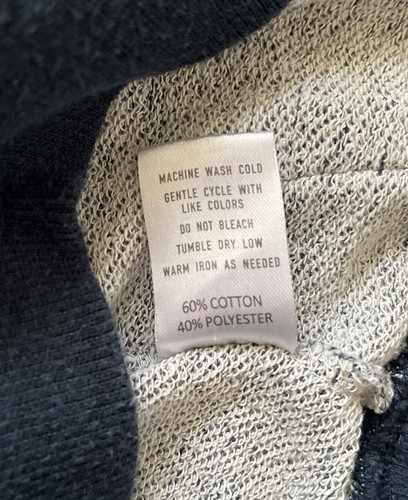 MACHINE WASH COLD
GENTLE CYCLE WITH
LIKE COLORS
DO NOT BLEACH
TUMBLE DRY LOW
WARM IRON AS NEEDED
60% COTTON
40% POLYESTER